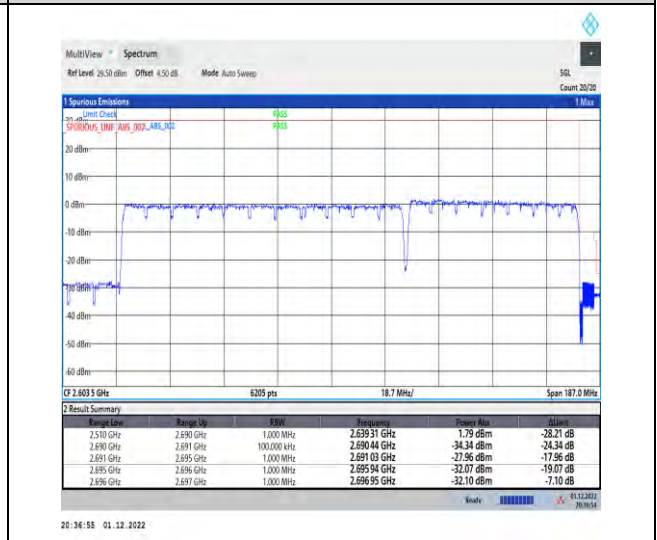 MultiView Spectrum
Ref Level 29.50 dBm Offset 4.50 dB Mode Auto Sweep SGL
Count 20/20
1 Spurious Emissions 1 Max
Limit Check PASS
_SPURIOUS_LINE_ABS_002 PASS
20 dBm
10 dBm
0 dBm
-10 dBm
-20 dBm
-30 dBm
-40 dBm
-50 dBm
-60 dBm
CF 2.603 5 GHz 6205 pts 18.7 MHz/ Span 187.0 MHz
2 Result Summary
Range Low Range Up RBW Frequency Power Abs ΔLimit
2.510 GHz 2.690 GHz 1.000 MHz 2.639 31 GHz 1.79 dBm -28.21 dB
2.690 GHz 2.691 GHz 100.000 kHz 2.690 44 GHz -34.34 dBm -24.34 dB
2.691 GHz 2.695 GHz 1.000 MHz 2.691 03 GHz -27.96 dBm -17.96 dB
2.695 GHz 2.696 GHz 1.000 MHz 2.695 94 GHz -32.07 dBm -19.07 dB
2.696 GHz 2.697 GHz 1.000 MHz 2.696 95 GHz -32.10 dBm -7.10 dB
Ready 01.12.2022
20:36:54
20:36:55 01.12.2022